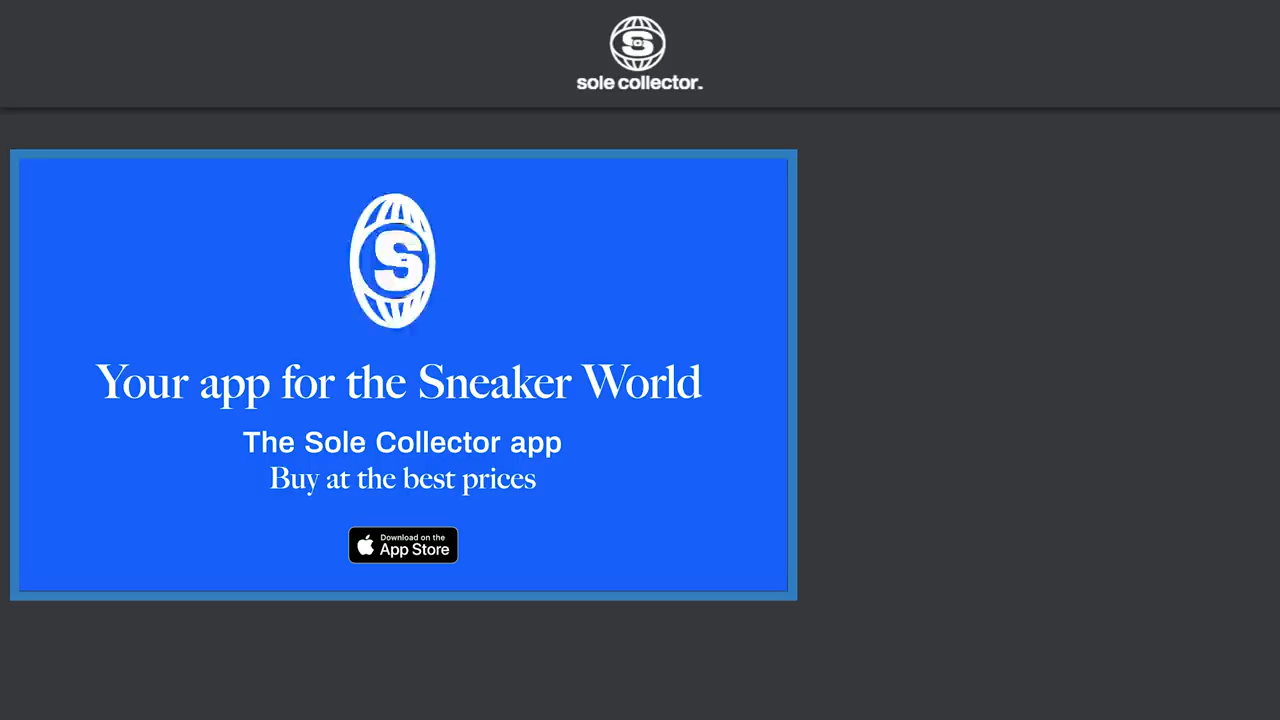 S
sole collector.
S
Your app for the Sneaker World
The Sole Collector app
Buy at the best prices
Download on the
App Store